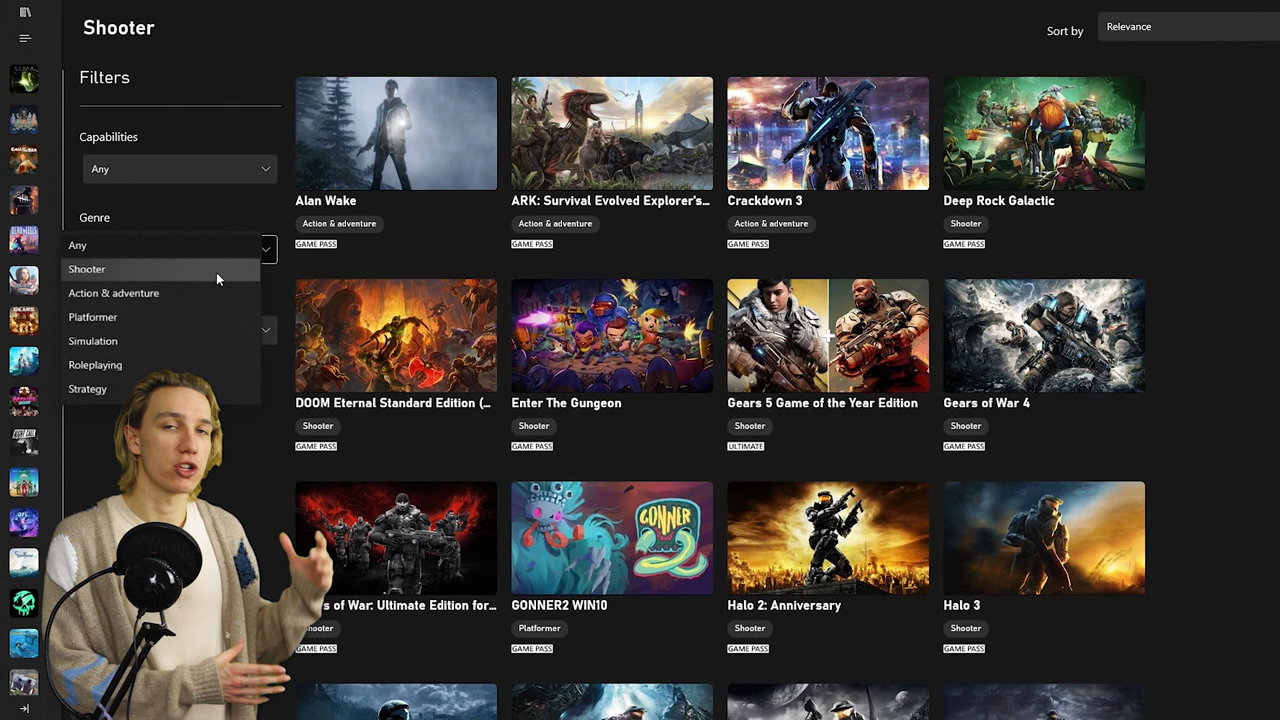 Shooter
Sort by
Relevance
Filters
Capabilities
Any
Genre
Any
Shooter
Action & adventure
Platformer
Simulation
Roleplaying
Strategy
Alan Wake
Action & adventure
GAME PASS
ARK: Survival Evolved Explorer's...
Action & adventure
GAME PASS
Crackdown 3
Action & adventure
GAME PASS
Deep Rock Galactic
Shooter
GAME PASS
DOOM Eternal Standard Edition (...
Shooter
GAME PASS
Enter The Gungeon
Shooter
GAME PASS
Gears 5 Game of the Year Edition
Shooter
ULTIMATE
Gears of War 4
Shooter
GAME PASS
s of War: Ultimate Edition for...
hooter
GAME PASS
GONNER
GONNER2 WIN10
Platformer
GAME PASS
Halo 2: Anniversary
Shooter
GAME PASS
Halo 3
Shooter
GAME PASS